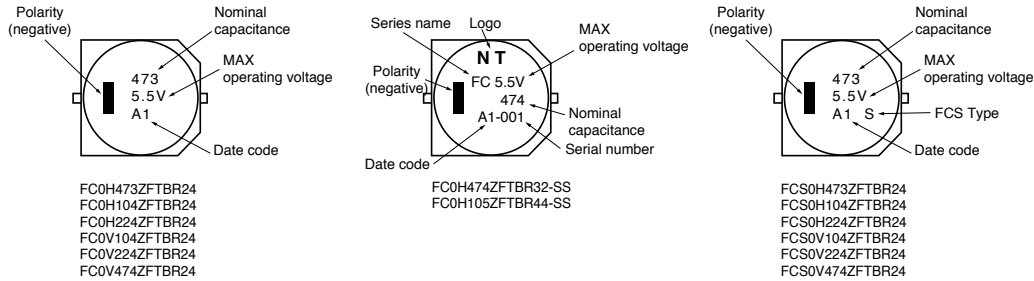 Polarity
(negative)
Nominal
capacitance
MAX
operating voltage
473
5.5V
A1
Date code
FC0H473ZFTBR24
FC0H104ZFTBR24
FC0H224ZFTBR24
FC0V104ZFTBR24
FC0V224ZFTBR24
FC0V474ZFTBR24
Series name
Logo
MAX
operating voltage
Polarity
(negative)
N T
FC 5.5V
474
A1-001
Nominal
capacitance
Serial number
Date code
FC0H474ZFTBR32-SS
FC0H105ZFTBR44-SS
Polarity
(negative)
Nominal
capacitance
MAX
operating voltage
473
5.5V
A1 S
FCS Type
Date code
FCS0H473ZFTBR24
FCS0H104ZFTBR24
FCS0H224ZFTBR24
FCS0V104ZFTBR24
FCS0V224ZFTBR24
FCS0V474ZFTBR24